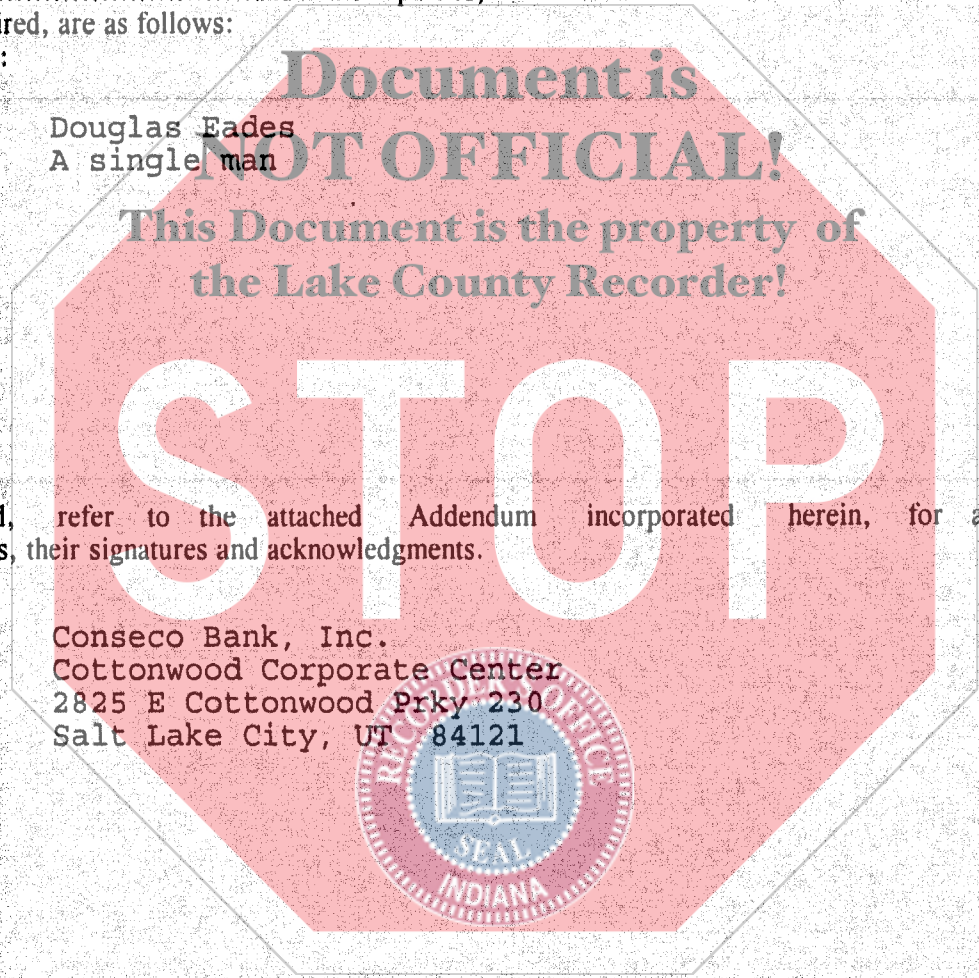 ired, are as follows:
:
Document is
Douglas Eades
NOT OFFICIAL!
A single man
This Document is the property of
the Lake County Recorder!
STOP
refer to the attached Addendum incorporated herein, for a
s, their signatures and acknowledgments.
Conseco Bank, Inc.
Cottonwood Corporate Center
2825 E Cottonwood Prky 230
Salt Lake City, UT 84121
RECORDER'S OFFICE
SEAL
INDIANA